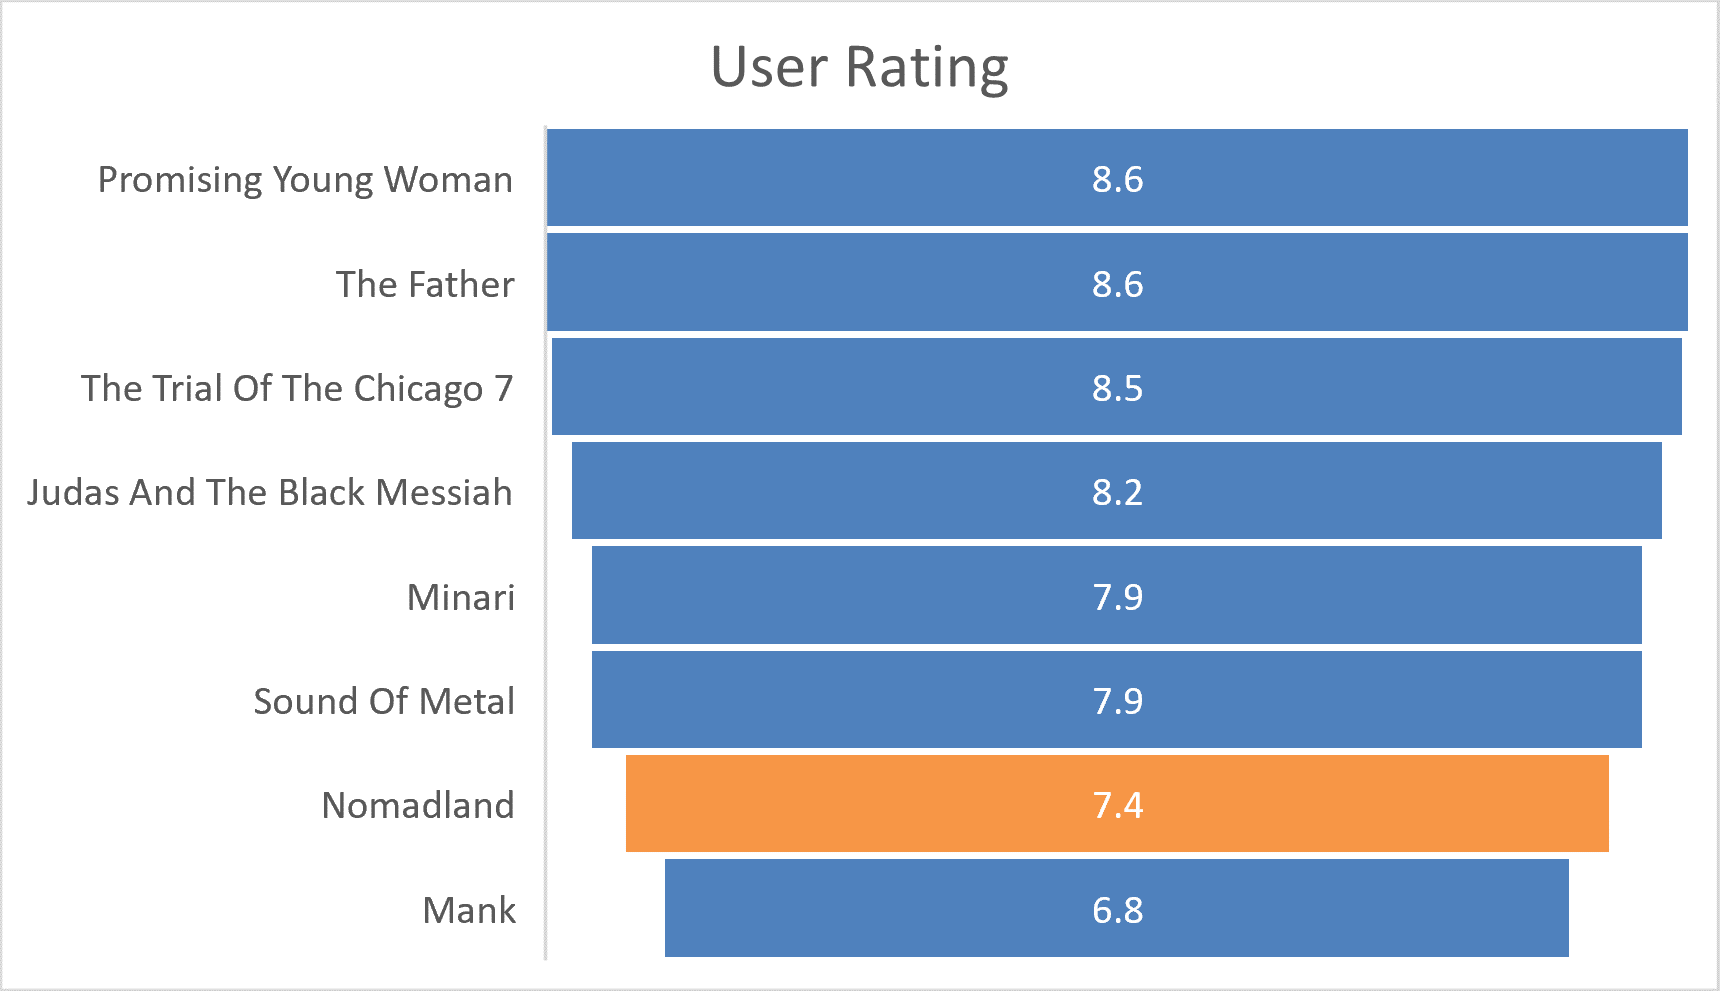 User Rating
Promising Young Woman 8.6
The Father 8.6
The Trial Of The Chicago 7 8.5
Judas And The Black Messiah 8.2
Minari 7.9
Sound Of Metal 7.9
Nomadland 7.4
Mank 6.8